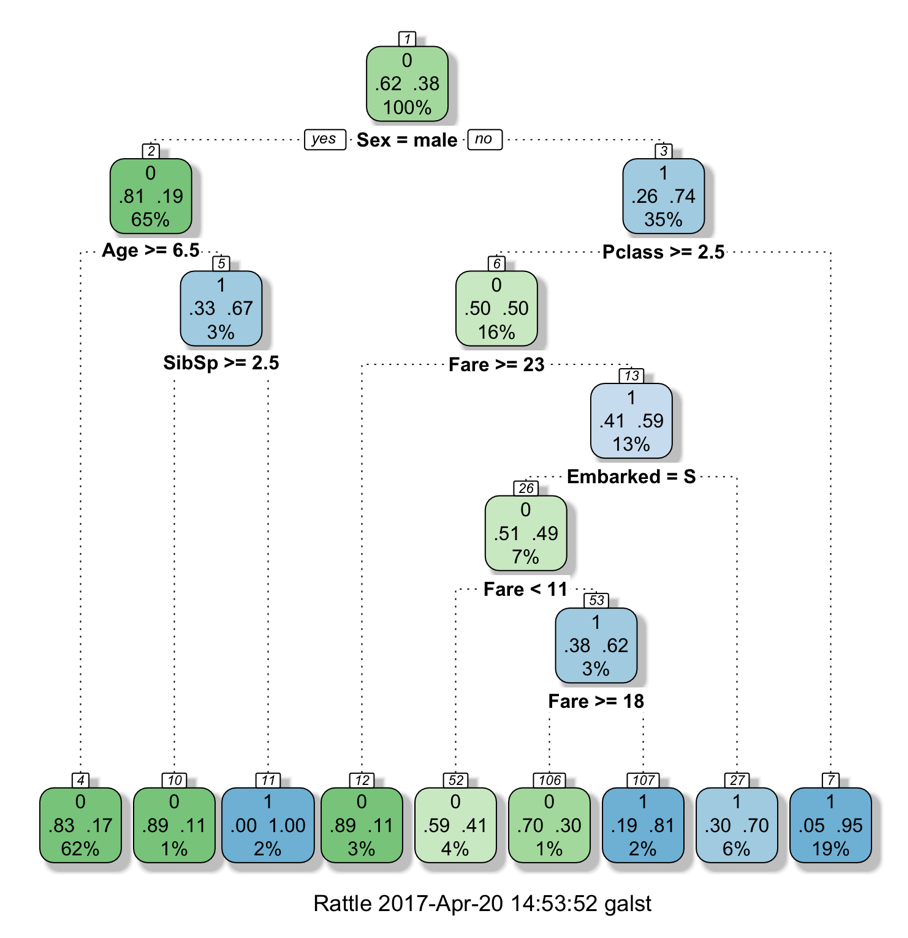 1
0
.62 .38
100%
yes Sex = male no
2 3
0 1
.81 .19 .26 .74
65% 35%
Age >= 6.5 Pclass >= 2.5
5 6
1 0
.33 .67 .50 .50
3% 16%
SibSp >= 2.5 Fare >= 23
13
1
.41 .59
13%
Embarked = S
26
0
.51 .49
7%
Fare < 11
53
1
.38 .62
3%
Fare >= 18
4 10 11 12 52 106 107 27 7
0 0 1 0 0 0 1 1 1
.83 .17 .89 .11 .00 1.00 .89 .11 .59 .41 .70 .30 .19 .81 .30 .70 .05 .95
62% 1% 2% 3% 4% 1% 2% 6% 19%
Rattle 2017-Apr-20 14:53:52 galst